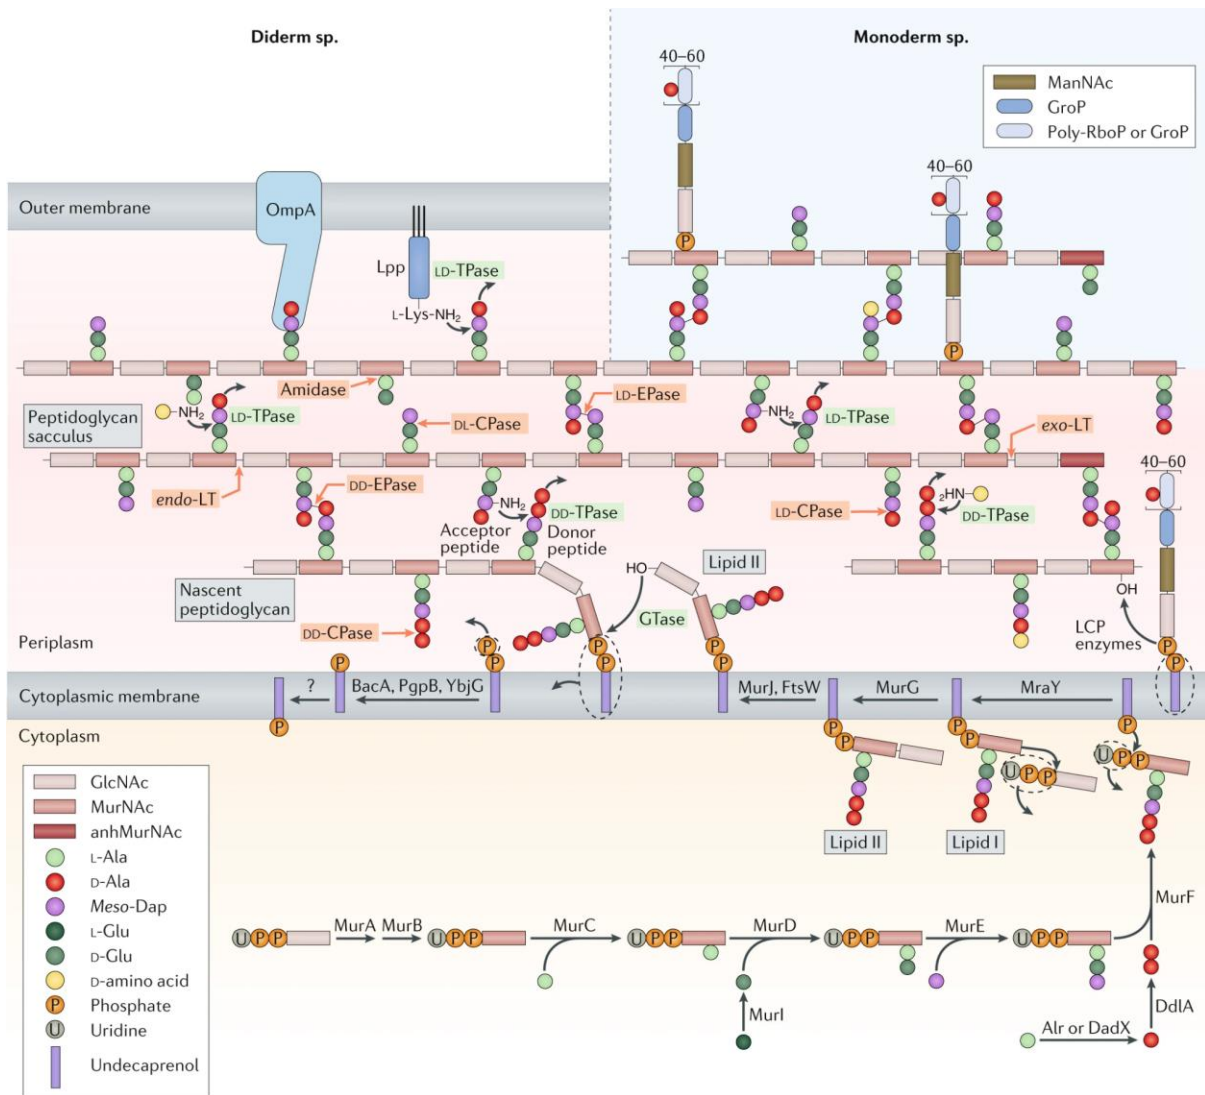 Diderm sp.
Monoderm sp.
40–60
ManNAc
GroP
Poly-RboP or GroP
40–60
Outer membrane
OmpA
P
Lpp
LD-TPase
L-Lys-NH2
P
Amidase
LD-EPase
NH2
LD-TPase
DL-CPase
NH2
LD-TPase
exo-LT
Peptidoglycan
sacculus
40–60
endo-LT
DD-EPase
NH2
DD-TPase
LD-CPase
2HN
DD-TPase
Acceptor
peptide
Donor
peptide
Nascent
peptidoglycan
HO
Lipid II
GTase
OH
DD-CPase
LCP
enzymes
Periplasm
P
P
P
P
P
P
P
P
P
Cytoplasmic membrane
?
BacA, PgpB, YbjG
MurJ, FtsW
MurG
MraY
Cytoplasm
P
P
P
P
P
P
U
P
P
U
P
P
GlcNAc
MurNAc
anhMurNAc
L-Ala
D-Ala
Meso-Dap
L-Glu
D-Glu
D-amino acid
Phosphate
P
Uridine
U
Undecaprenol
Lipid II
Lipid I
MurF
UPP
MurA
MurB
UPP
MurC
UPP
MurD
UPP
MurE
UPP
MurI
DdlA
Alr or DadX